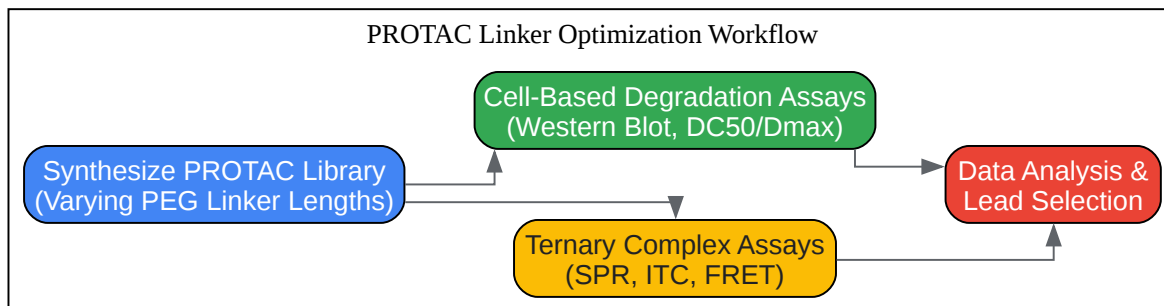 PROTAC Linker Optimization Workflow
Synthesize PROTAC Library
(Varying PEG Linker Lengths)
Cell-Based Degradation Assays
(Western Blot, DC50/Dmax)
Ternary Complex Assays
(SPR, ITC, FRET)
Data Analysis &
Lead Selection